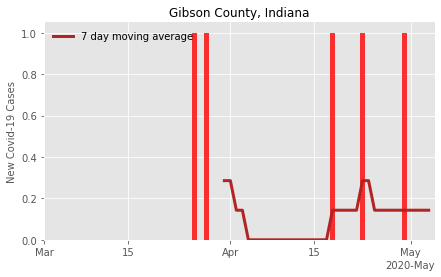 Gibson County, Indiana
7 day moving average
New Covid-19 Cases
1.0
0.8
0.6
0.4
0.2
0.0
Mar
15
Apr
15
May
2020-May